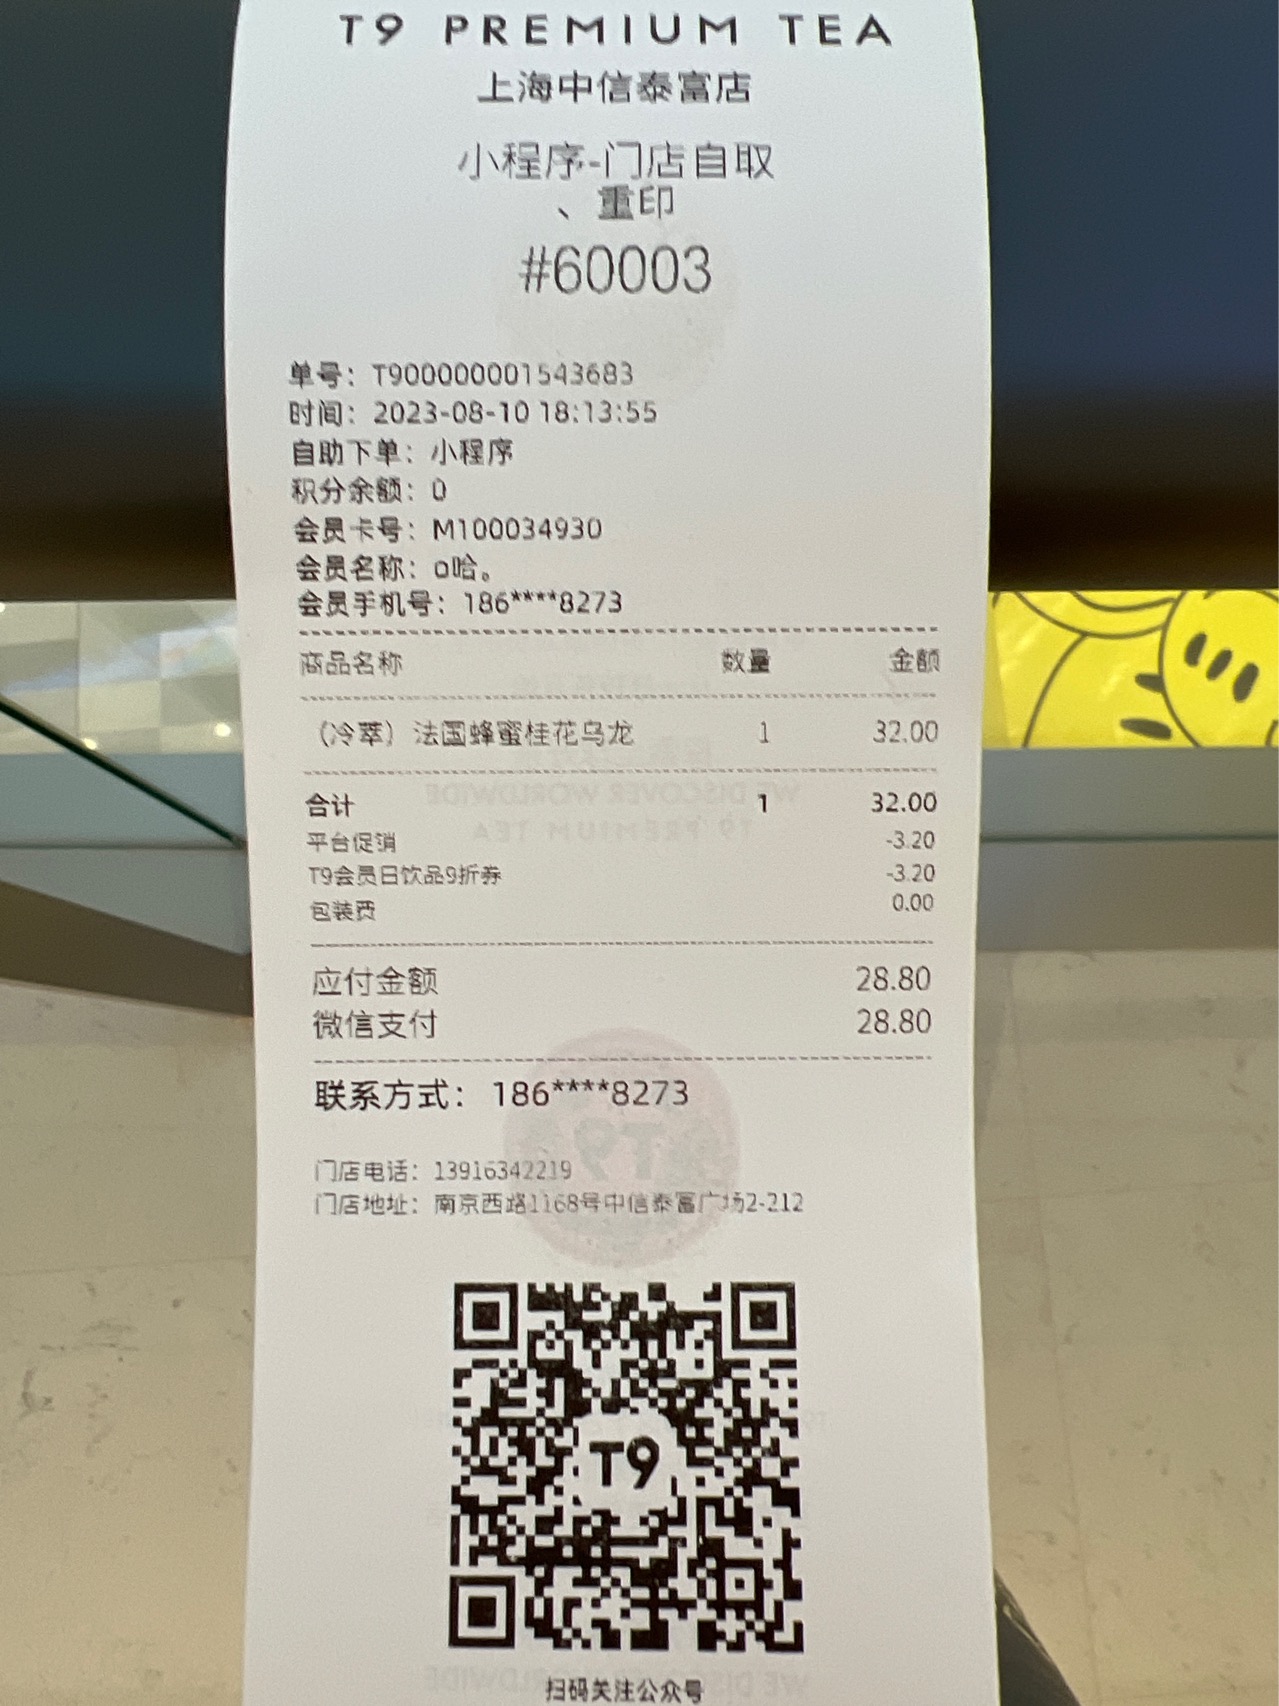 T9 PREMIUM TEA
上海中信泰富店
小程序-门店自取
、重印
#60003
单号：T900000001543683
时间：2023-08-10 18:13:55
自助下单：小程序
积分余额：0
会员卡号：M100034930
会员名称：o哈。
会员手机号：186****8273
商品名称 数量 金额
（冷萃）法国蜂蜜桂花乌龙 1 32.00
合计 1 32.00
平台促销 -3.20
T9会员日饮品9折券 -3.20
包装费 0.00
应付金额 28.80
微信支付 28.80
联系方式：186****8273
门店电话：13916342219
门店地址：南京西路1168号中信泰富广场2-212
T9
扫码关注公众号